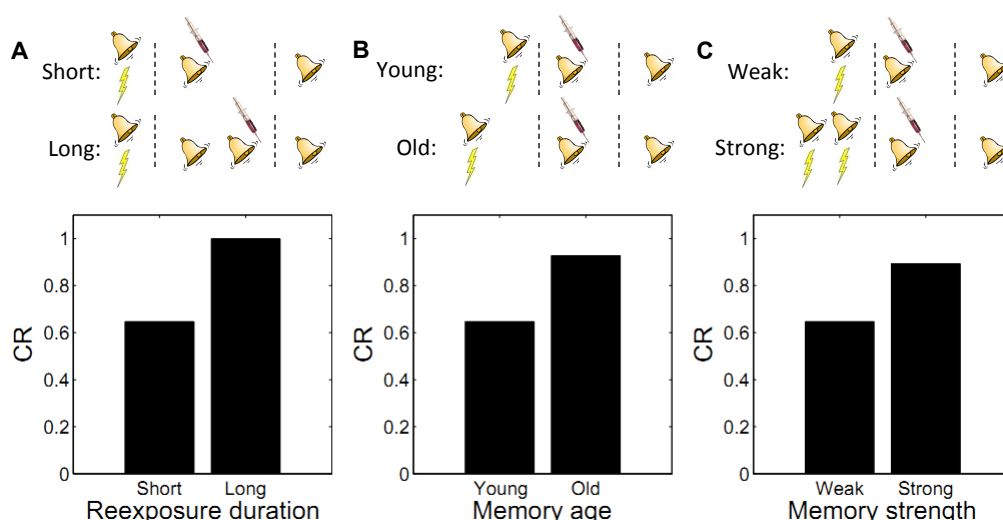 A
Short:
Long:
B
Young:
Old:
C
Weak:
Strong:
CR
1
0.8
0.6
0.4
0.2
0
Short Long
Reexposure duration
CR
1
0.8
0.6
0.4
0.2
0
Young Old
Memory age
CR
1
0.8
0.6
0.4
0.2
0
Weak Strong
Memory strength